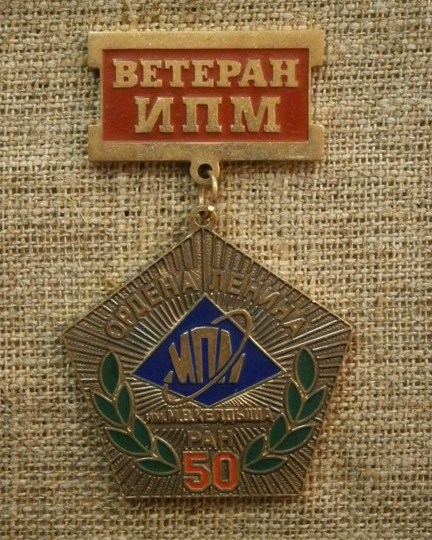 ВЕТЕРАН
ИПМ
ОРДЕНА ЛЕНИНА
ИПМ
им. М.В.КЕЛДЫША
РАН
50